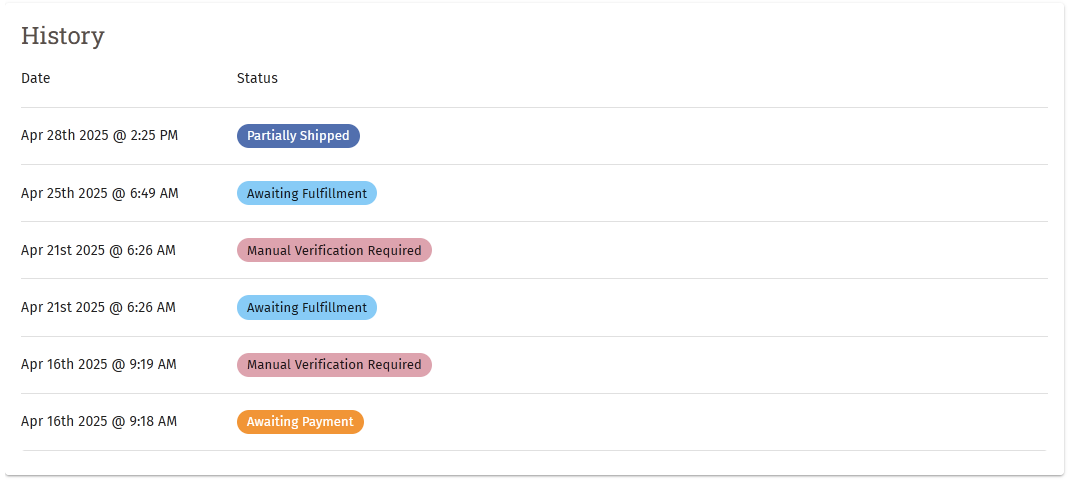 History
Date Status
Apr 28th 2025 @ 2:25 PM Partially Shipped
Apr 25th 2025 @ 6:49 AM Awaiting Fulfillment
Apr 21st 2025 @ 6:26 AM Manual Verification Required
Apr 21st 2025 @ 6:26 AM Awaiting Fulfillment
Apr 16th 2025 @ 9:19 AM Manual Verification Required
Apr 16th 2025 @ 9:18 AM Awaiting Payment